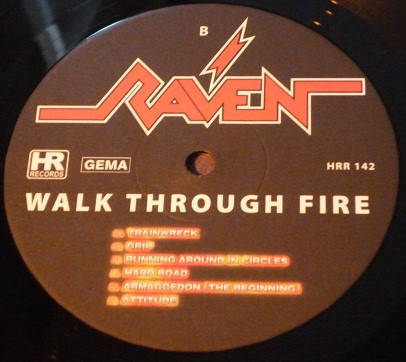 B
RAVEN
HR
RECORDS
GEMA
HRR 142
WALK THROUGH FIRE
TRAINWRECK
GRIP
RUNNING AROUND IN CIRCLES
HARD ROAD
ARMAGGEDON (THE BEGINNING)
ATTITUDE